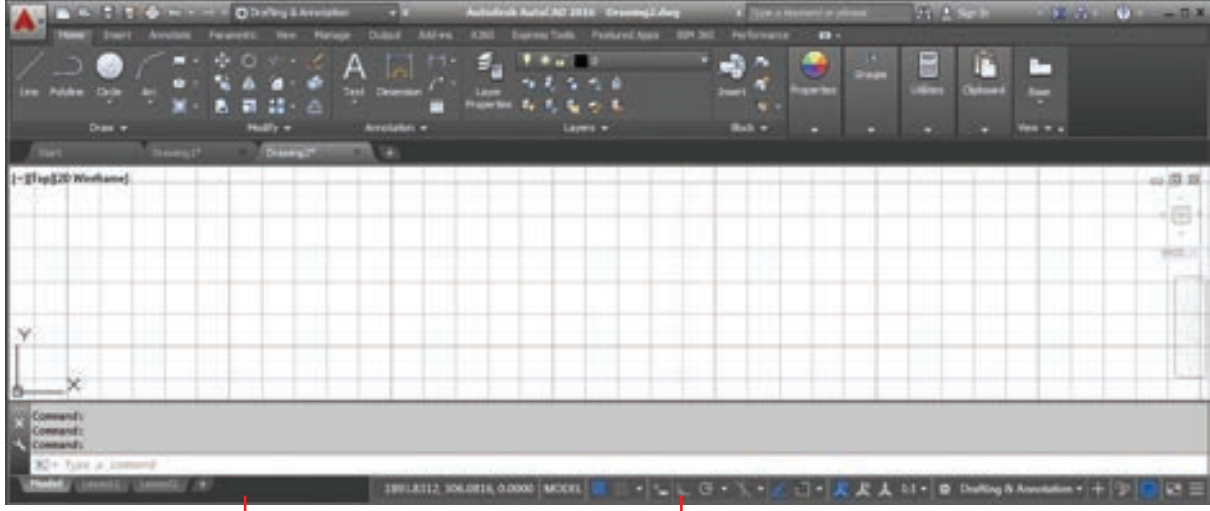 Drafting & Annotation
Autodesk AutoCAD 2016 Drawing2.dwg
Type a keyword or phrase
Sign In
Home Insert Annotate Parametric View Manage Output Add-ins A360 Express Tools Featured Apps BIM 360 Performance
Line Polyline Circle Arc Text Dimension Layer Properties Insert Properties Groups Utilities Clipboard Base
Draw Modify Annotation Layers Block View
Start Drawing1* Drawing2*
[-][Top][2D Wireframe]
Y
X
Command:
Command:
Command:
Type a command
Model Layout1 Layout2
306.0816, 0.0000 MODEL 1:1 Drafting & Annotation